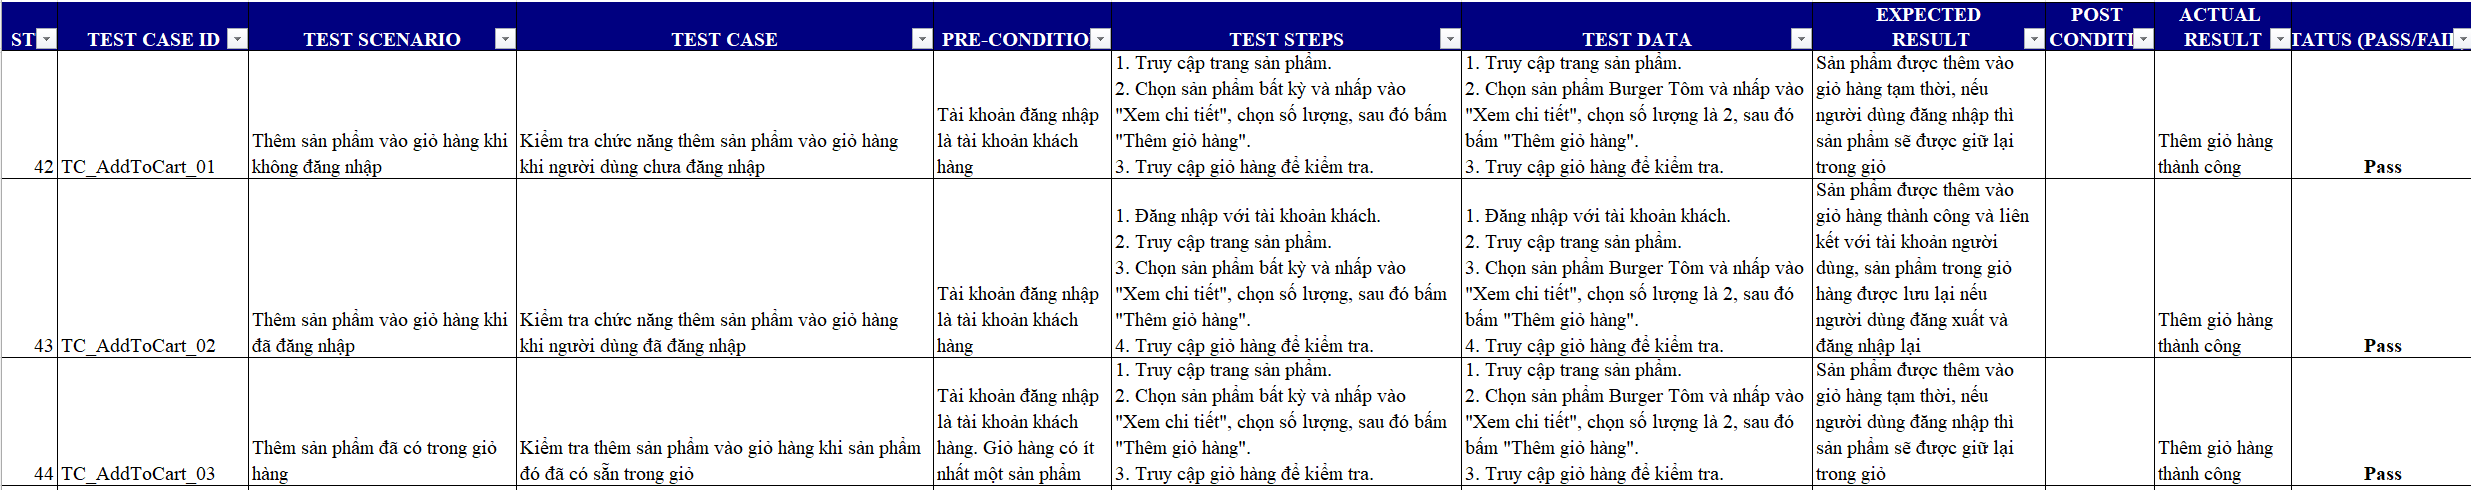 ST
TEST CASE ID
TEST SCENARIO
TEST CASE
PRE-CONDITIO
TEST STEPS
TEST DATA
EXPECTED
RESULT
POST
CONDITI
ACTUAL
RESULT
TATUS (PASS/FAIL
42
TC_AddToCart_01
Thêm sản phẩm vào giỏ hàng khi
không đăng nhập
Kiểm tra chức năng thêm sản phẩm vào giỏ hàng
khi người dùng chưa đăng nhập
Tài khoản đăng nhập
là tài khoản khách
hàng
1. Truy cập trang sản phẩm.
2. Chọn sản phẩm bất kỳ và nhấp vào
"Xem chi tiết", chọn số lượng, sau đó bấm
"Thêm giỏ hàng".
3. Truy cập giỏ hàng để kiểm tra.
1. Truy cập trang sản phẩm.
2. Chọn sản phẩm Burger Tôm và nhấp vào
"Xem chi tiết", chọn số lượng là 2, sau đó
bấm "Thêm giỏ hàng".
3. Truy cập giỏ hàng để kiểm tra.
Sản phẩm được thêm vào
giỏ hàng tạm thời, nếu
người dùng đăng nhập thì
sản phẩm sẽ được giữ lại
trong giỏ
Thêm giỏ hàng
thành công
Pass
43
TC_AddToCart_02
Thêm sản phẩm vào giỏ hàng khi
đã đăng nhập
Kiểm tra chức năng thêm sản phẩm vào giỏ hàng
khi người dùng đã đăng nhập
Tài khoản đăng nhập
là tài khoản khách
hàng
1. Đăng nhập với tài khoản khách.
2. Truy cập trang sản phẩm.
3. Chọn sản phẩm bất kỳ và nhấp vào
"Xem chi tiết", chọn số lượng, sau đó bấm
"Thêm giỏ hàng".
4. Truy cập giỏ hàng để kiểm tra.
1. Đăng nhập với tài khoản khách.
2. Truy cập trang sản phẩm.
3. Chọn sản phẩm Burger Tôm và nhấp vào
"Xem chi tiết", chọn số lượng là 2, sau đó
bấm "Thêm giỏ hàng".
4. Truy cập giỏ hàng để kiểm tra.
Sản phẩm được thêm vào
giỏ hàng thành công và liên
kết với tài khoản người
dùng, sản phẩm trong giỏ
hàng được lưu lại nếu
người dùng đăng xuất và
đăng nhập lại
Thêm giỏ hàng
thành công
Pass
44
TC_AddToCart_03
Thêm sản phẩm đã có trong giỏ
hàng
Kiểm tra thêm sản phẩm vào giỏ hàng khi sản phẩm
đó đã có sẵn trong giỏ
Tài khoản đăng nhập
là tài khoản khách
hàng. Giỏ hàng có ít
nhất một sản phẩm
1. Truy cập trang sản phẩm.
2. Chọn sản phẩm bất kỳ và nhấp vào
"Xem chi tiết", chọn số lượng, sau đó bấm
"Thêm giỏ hàng".
3. Truy cập giỏ hàng để kiểm tra.
1. Truy cập trang sản phẩm.
2. Chọn sản phẩm Burger Tôm và nhấp vào
"Xem chi tiết", chọn số lượng là 2, sau đó
bấm "Thêm giỏ hàng".
3. Truy cập giỏ hàng để kiểm tra.
Sản phẩm được thêm vào
giỏ hàng tạm thời, nếu
người dùng đăng nhập thì
sản phẩm sẽ được giữ lại
trong giỏ
Thêm giỏ hàng
thành công
Pass